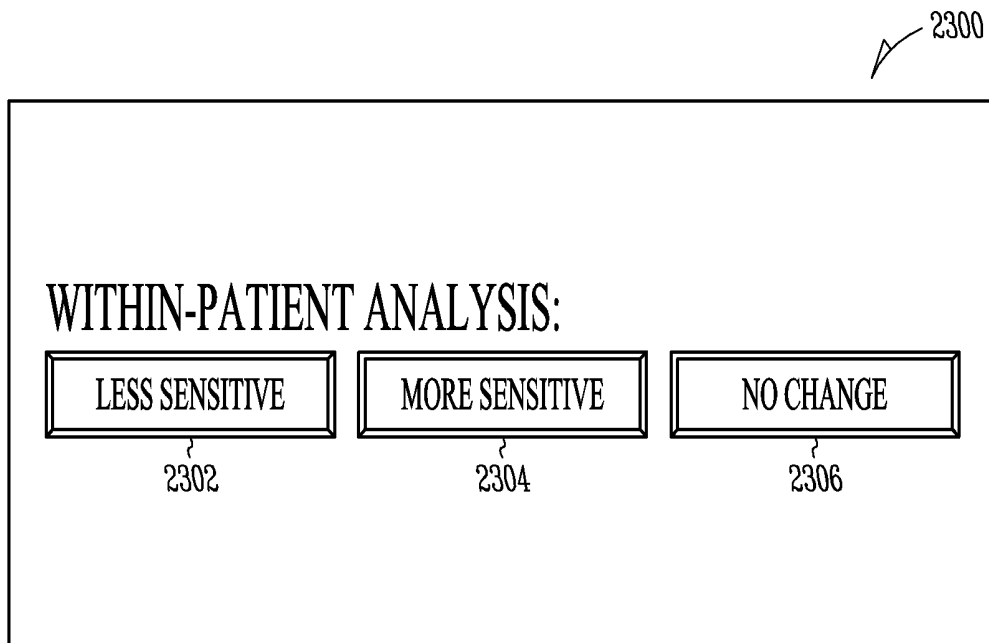 2300
WITHIN-PATIENT ANALYSIS:
LESS SENSITIVE MORE SENSITIVE NO CHANGE
2302 2304 2306